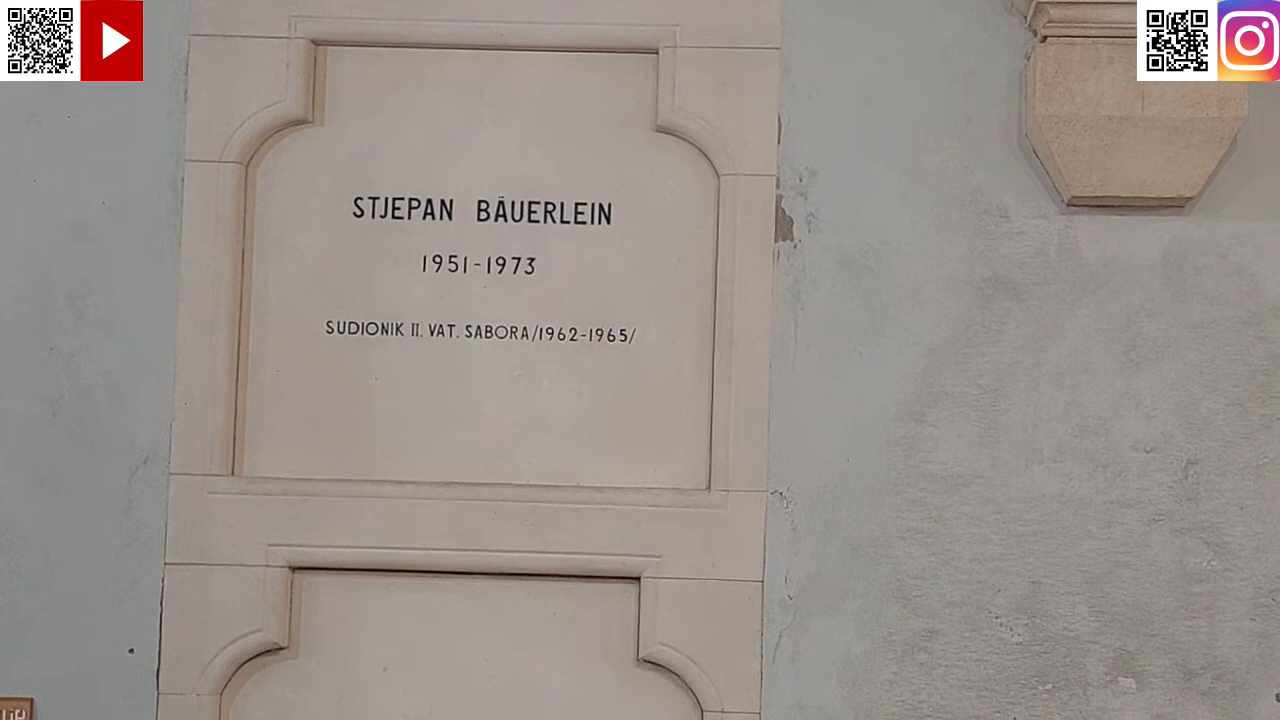 STJEPAN BÄUERLEIN
1951-1973
SUDIONIK II. VAT. SABORA/1962-1965/